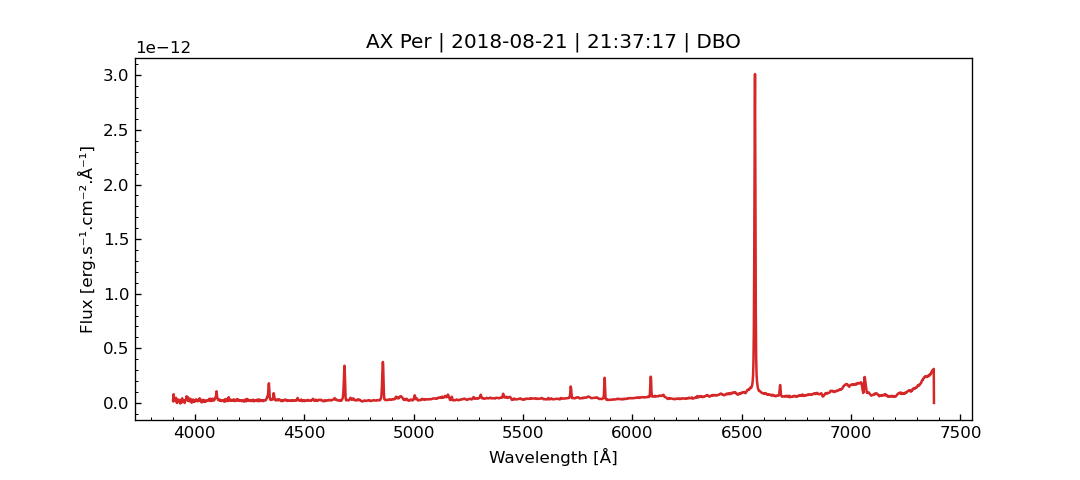 AX Per | 2018-08-21 | 21:37:17 | DBO
1e−12
3.0
2.5
2.0
1.5
1.0
0.5
0.0
Flux [erg.s⁻¹.cm⁻².Å⁻¹]
4000 4500 5000 5500 6000 6500 7000 7500
Wavelength [Å]